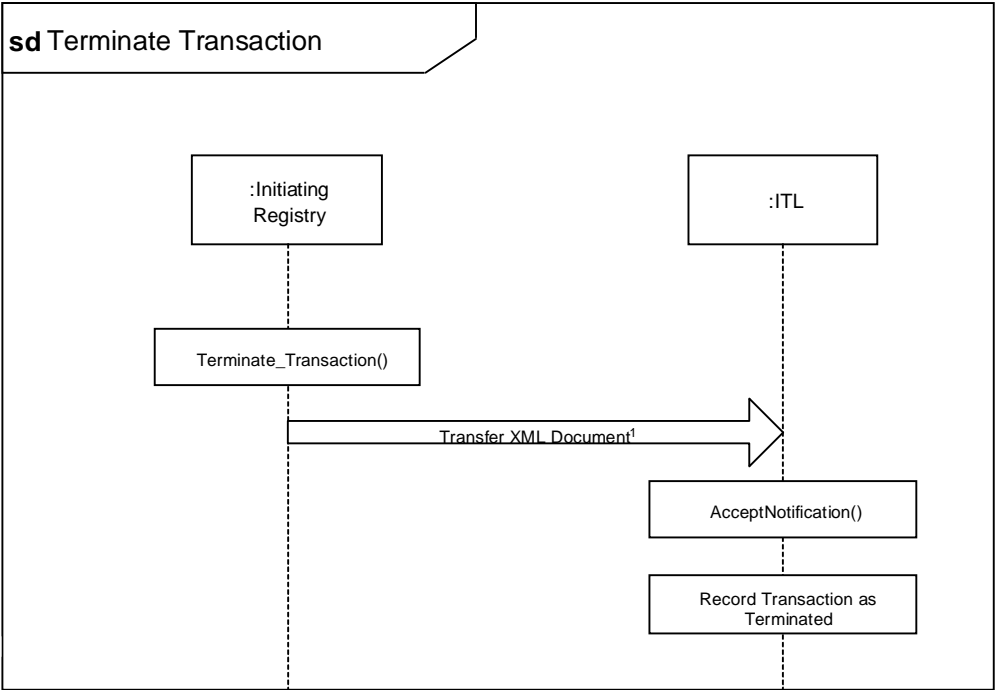 sd Terminate Transaction
:Initiating
Registry
:ITL
Terminate_Transaction()
Transfer XML Document¹
AcceptNotification()
Record Transaction as
Terminated